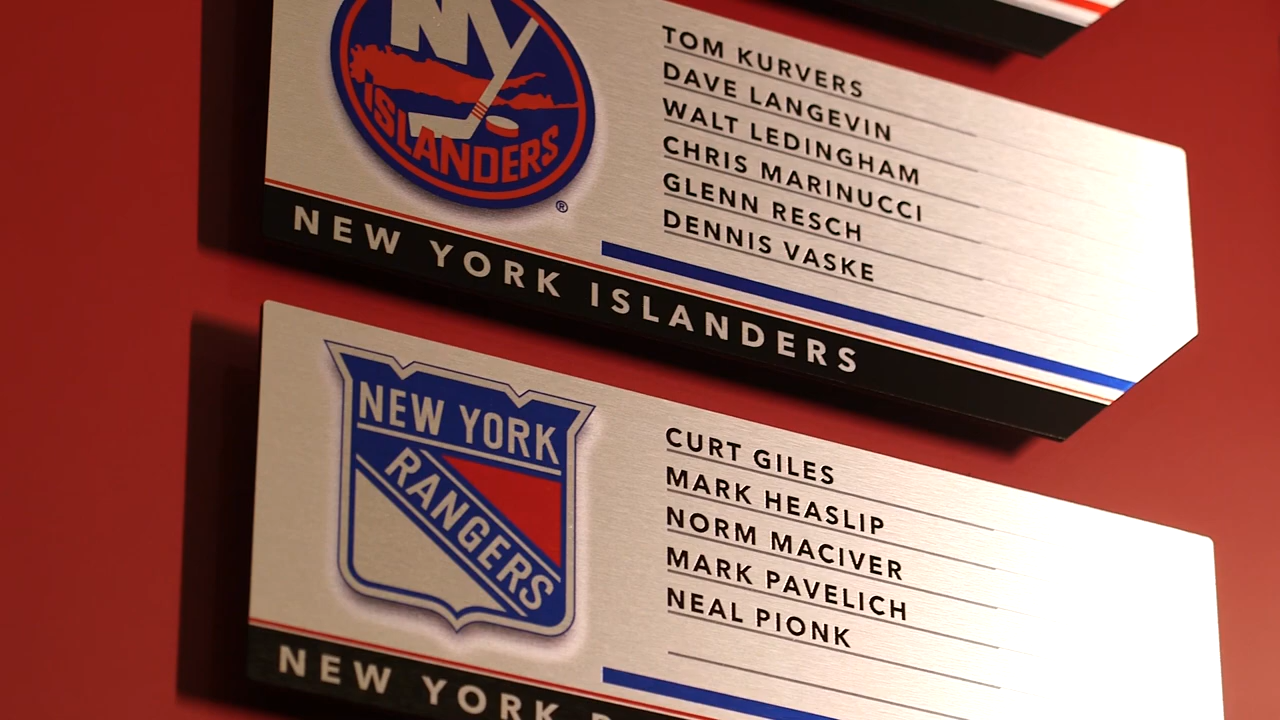 NY
ISLANDERS
®
TOM KURVERS
DAVE LANGEVIN
WALT LEDINGHAM
CHRIS MARINUCCI
GLENN RESCH
DENNIS VASKE
NEW YORK ISLANDERS
NEW YORK
RANGERS
CURT GILES
MARK HEASLIP
NORM MACIVER
MARK PAVELICH
NEAL PIONK
NEW YORK